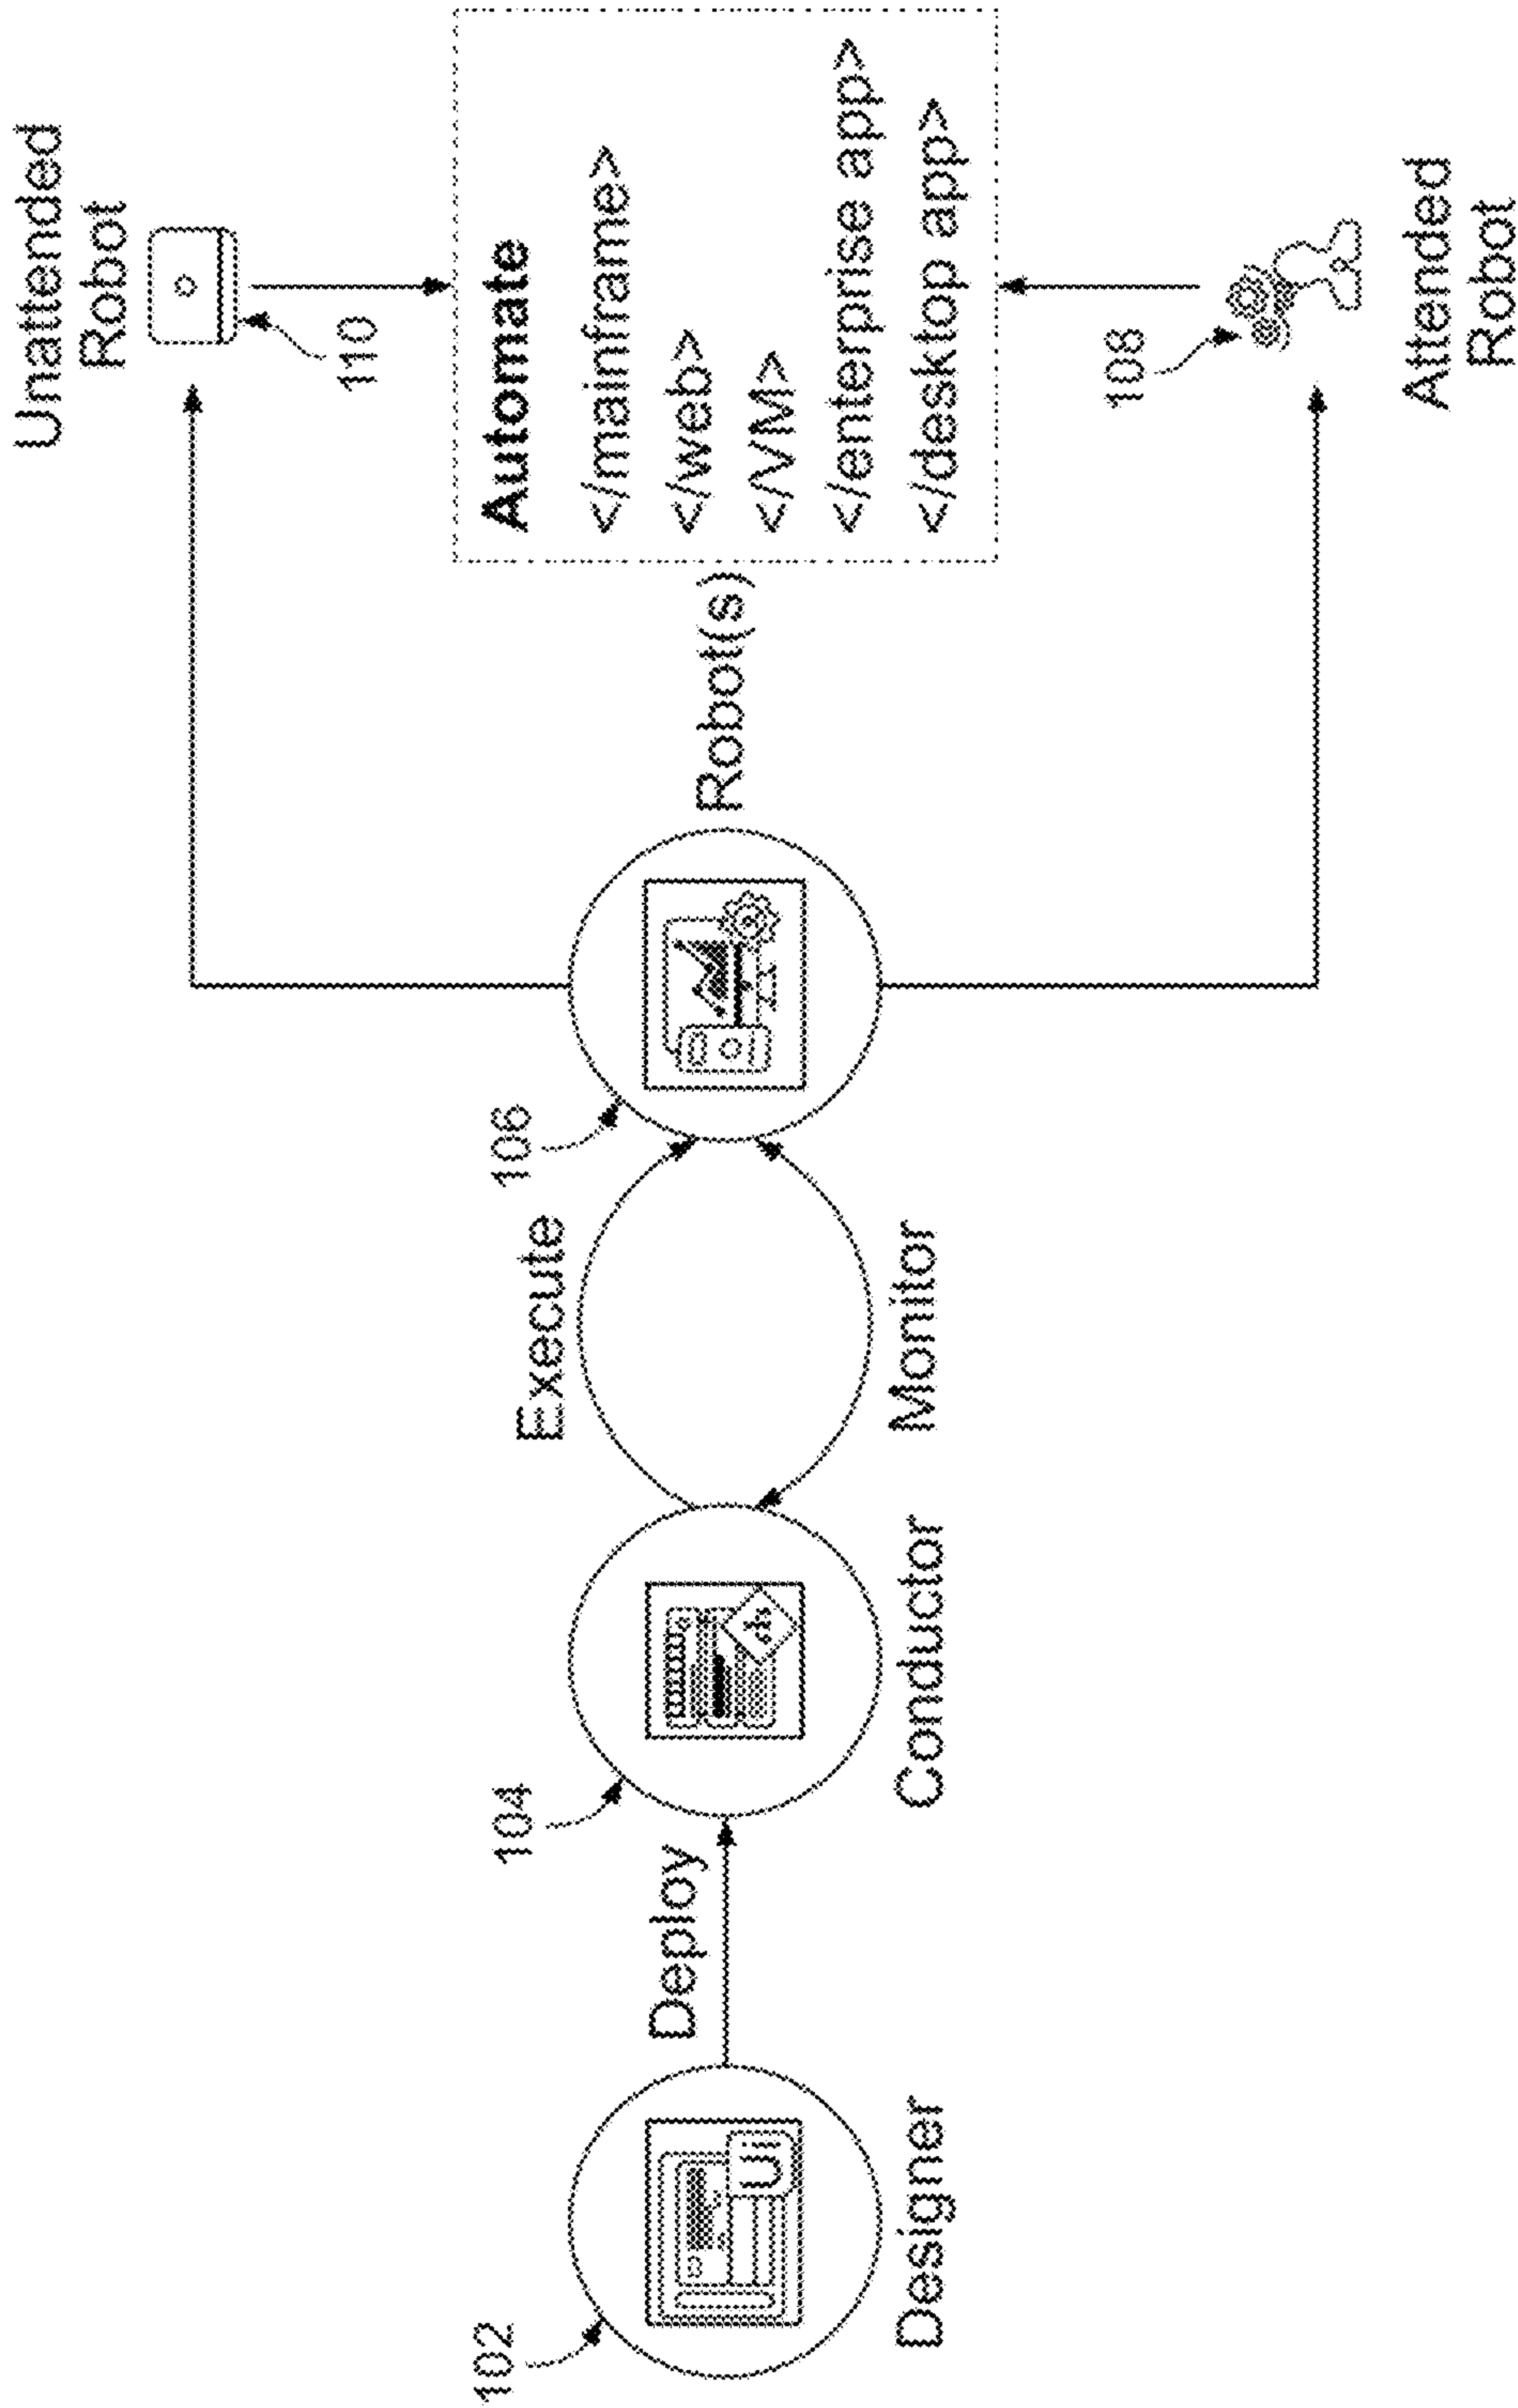 102
Designer
Ui
Deploy
104
Conductor
Execute
Monitor
106
Robot(s)
Unattended
Robot
110
Automate
</mainframe>
</web>
</VM>
</enterprise app>
</desktop app>
108
Attended
Robot